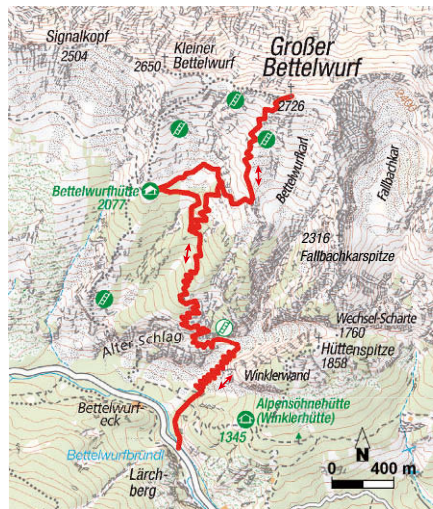 Signalkopf
2504
Kleiner
2650 Bettelwurf
Großer
Bettelwurf
2726
Bettelwurfhütte
2077
Bettelwurfkarl
Fallbachkar
2316
Fallbachkarspitze
Wechsel-Scharte
1760
Alter Schlag
Hüttenspitze
1858
Winklerwand
Bettelwurf-
eck
Alpensöhnehütte
(Winklerhütte)
1345
Bettelwurfbründl
Lärch-
berg
N
0 400 m